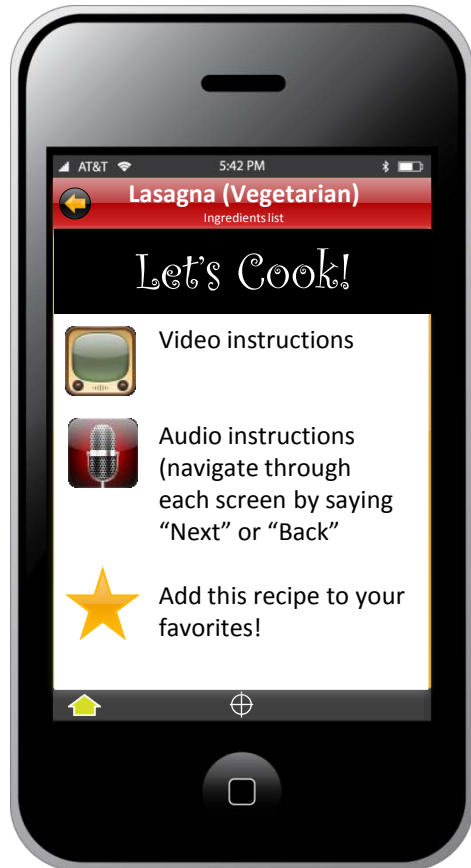 AT&T 5:42 PM
Lasagna (Vegetarian)
Ingredients list
Let's Cook!
Video instructions
Audio instructions
(navigate through
each screen by saying
“Next” or “Back”
Add this recipe to your
favorites!